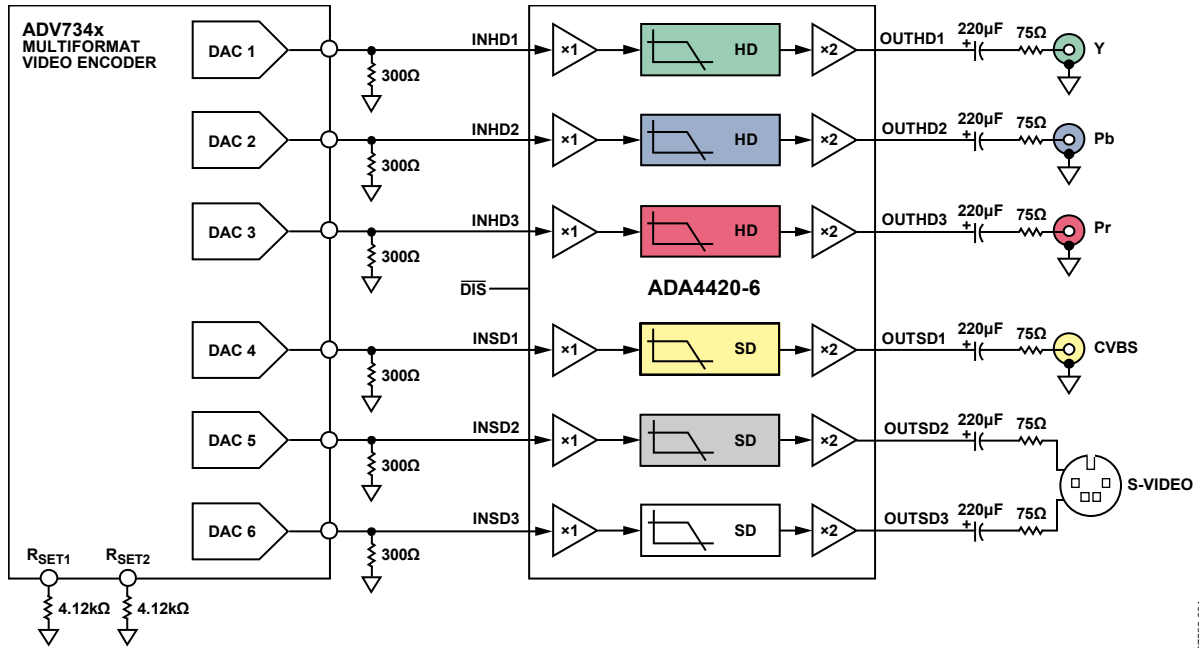 ADV734x
MULTIFORMAT
VIDEO ENCODER
DAC 1
300Ω
INHD1
×1
HD
×2
OUTHD1
220µF
+
75Ω
Y
DAC 2
300Ω
INHD2
×1
HD
×2
OUTHD2
220µF
+
75Ω
Pb
DAC 3
300Ω
INHD3
×1
HD
×2
OUTHD3
220µF
+
75Ω
Pr
DIS
ADA4420-6
DAC 4
300Ω
INSD1
×1
SD
×2
OUTSD1
220µF
+
75Ω
CVBS
DAC 5
300Ω
INSD2
×1
SD
×2
OUTSD2
220µF
+
75Ω
S-VIDEO
DAC 6
300Ω
INSD3
×1
SD
×2
OUTSD3
220µF
+
75Ω
RSET1
RSET2
4.12kΩ
4.12kΩ